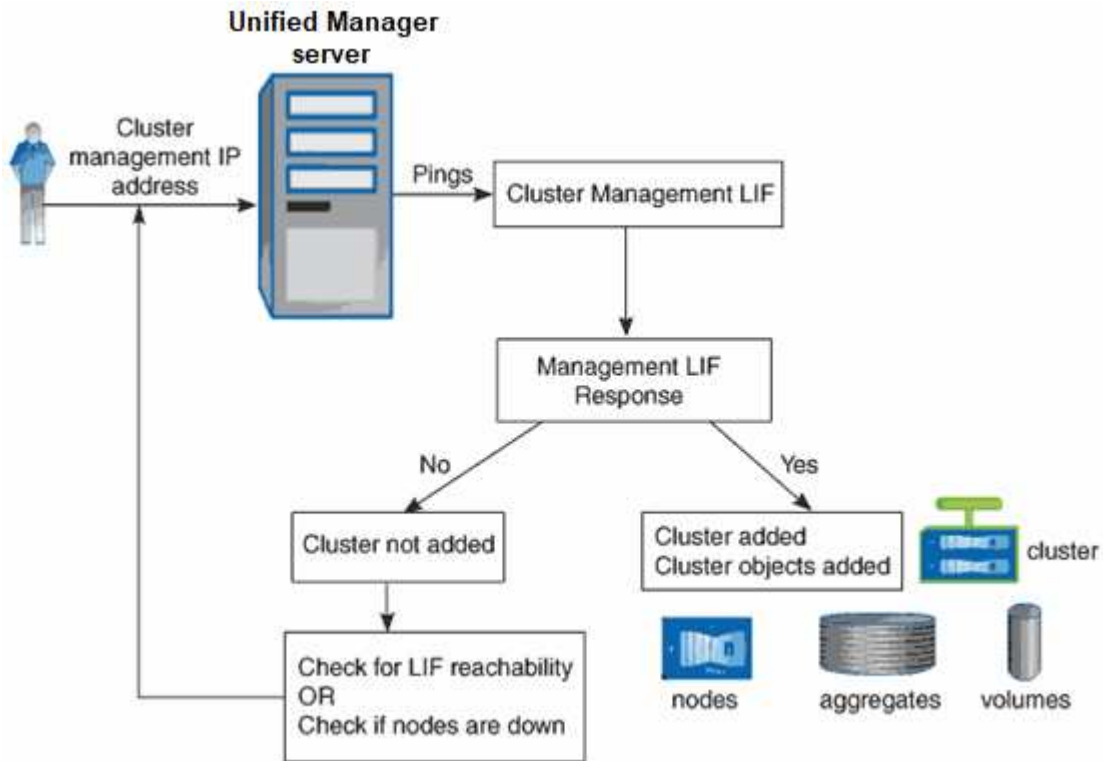 Unified Manager
server
Cluster
management IP
address
Pings
Cluster Management LIF
Management LIF
Response
No
Yes
Cluster not added
Cluster added
Cluster objects added
cluster
Check for LIF reachability
OR
Check if nodes are down
nodes
aggregates
volumes